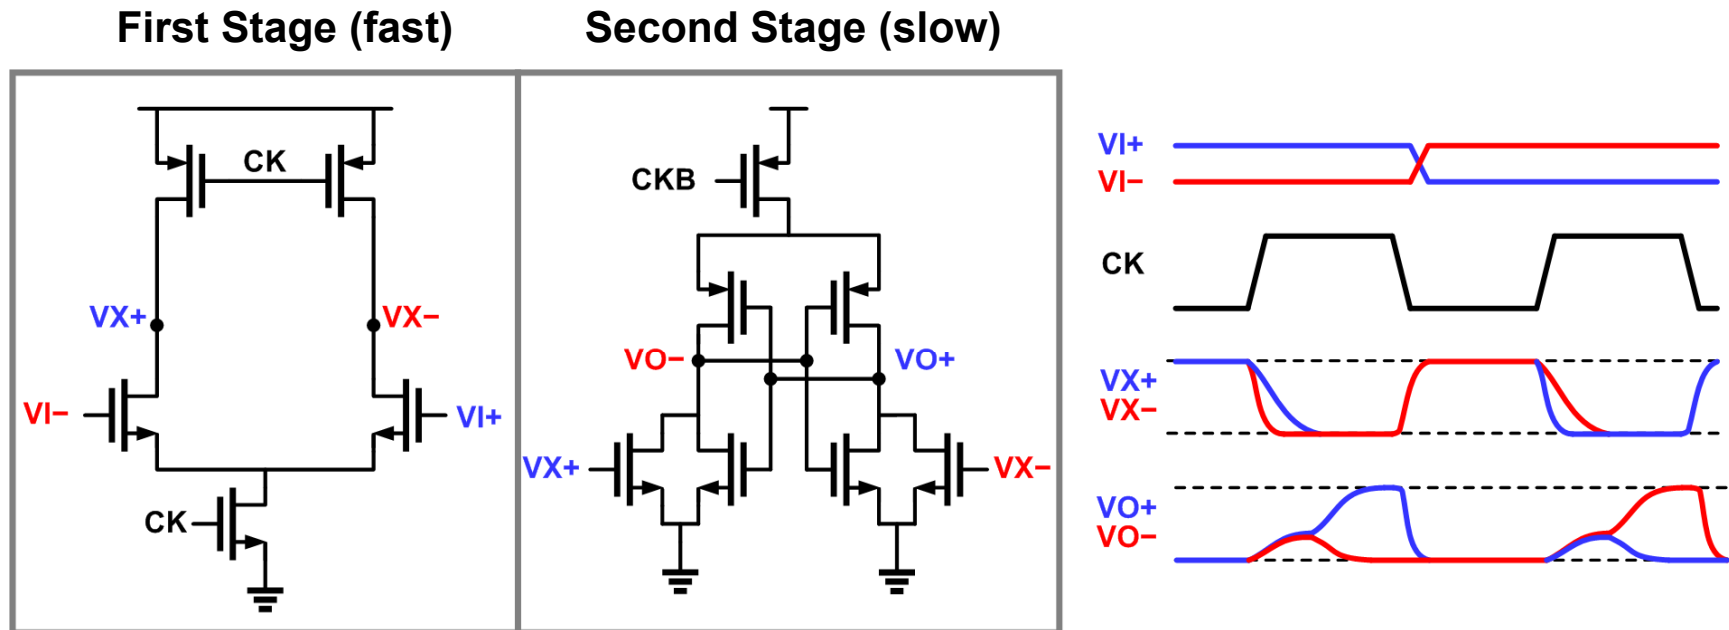 First Stage (fast)
Second Stage (slow)
CK
VX+
VX−
VI−
VI+
CK
CKB
VO−
VO+
VX+
VX−
VI+
VI−
CK
VX+
VX−
VO+
VO−